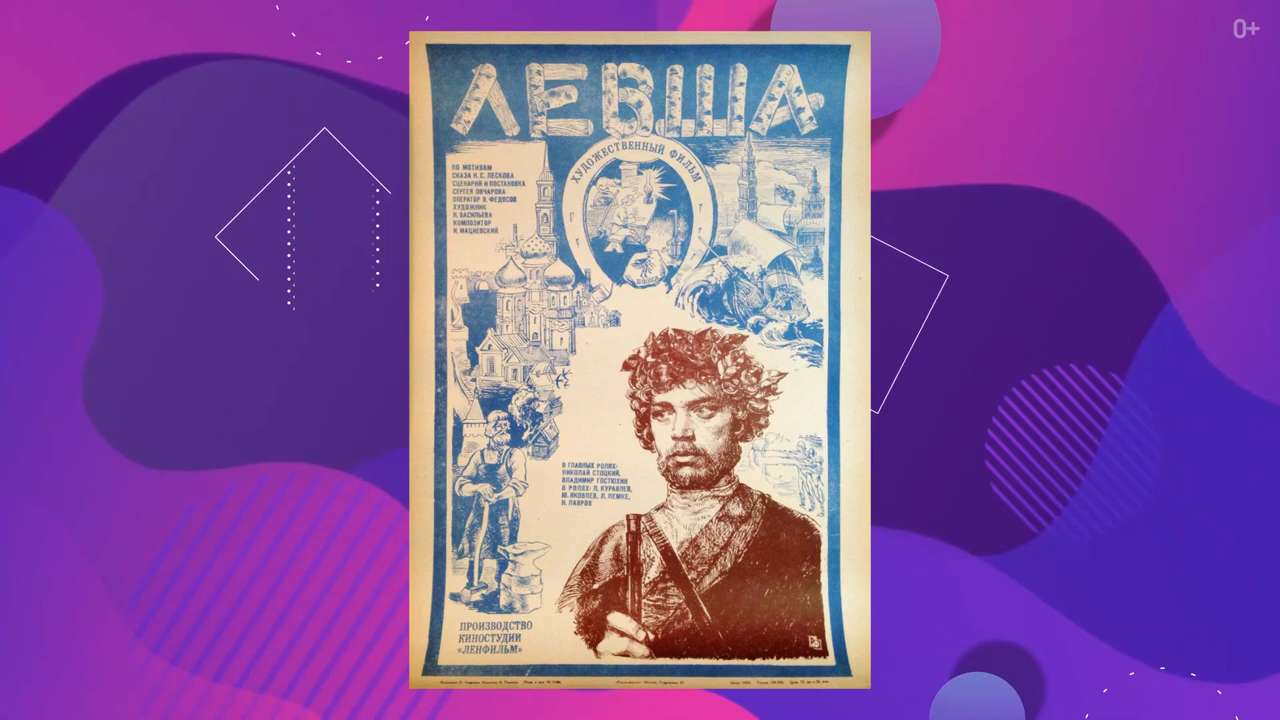 0+
ЛЕВША
ХУДОЖЕСТВЕННЫЙ ФИЛЬМ
ПО МОТИВАМ
СКАЗА Н. С. ЛЕСКОВА
СЦЕНАРИЙ И ПОСТАНОВКА
СЕРГЕЯ ОВЧАРОВА
ОПЕРАТОР В. ФЕДОСОВ
ХУДОЖНИК
Н. ВАСИЛЬЕВА
КОМПОЗИТОР
И. МАЦИЕВСКИЙ
В ГЛАВНЫХ РОЛЯХ:
НИКОЛАЙ СТОЦКИЙ,
ВЛАДИМИР ГОСТЮХИН
В РОЛЯХ: Л. КУРАВЛЕВ,
Ю. ЯКОВЛЕВ, Л. ЛЕМКЕ,
Н. ЛАВРОВ
ПРОИЗВОДСТВО
КИНОСТУДИИ
«ЛЕНФИЛЬМ»